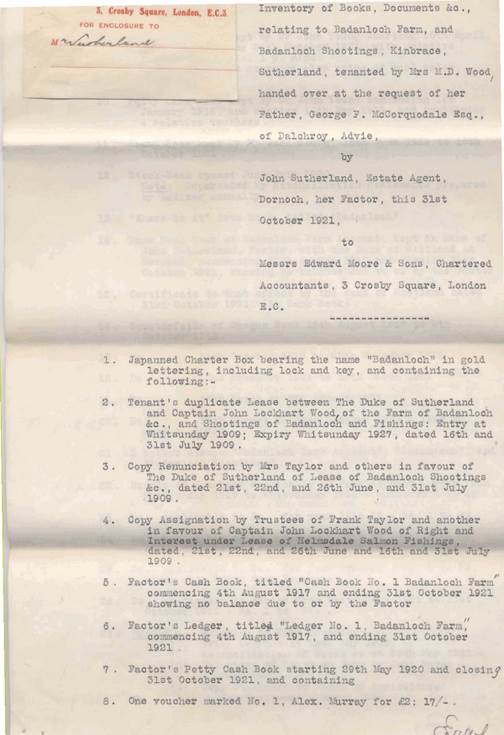 3, Crosby Square, London, E.C.3.
FOR ENCLOSURE TO
Sutherland
Inventory of Books, Documents &c.,
relating to Badanloch Farm, and
Badanloch Shootings, Kinbrace,
Sutherland, tenanted by Mrs M.D. Wood,
handed over at the request of her
Father, George F. McCorquodale Esq.,
of Dalchroy, Advie,
by
John Sutherland, Estate Agent,
Dornoch, her Factor, this 31st
October 1921,
to
Messrs Edward Moore & Sons, Chartered
Accountants, 3 Crosby Square, London
E.C.
----------------
1. Japanned Charter Box bearing the name "Badanloch" in gold
lettering, including lock and key, and containing the
following:-
2. Tenant's duplicate Lease between The Duke of Sutherland
and Captain John Lockhart Wood, of the Farm of Badanloch
&c., and Shootings of Badanloch and Fishings: Entry at
Whitsunday 1909; Expiry Whitsunday 1927, dated 16th and
31st July 1909.
3. Copy Renunciation by Mrs Taylor and others in favour of
The Duke of Sutherland of Lease of Badanloch Shootings
&c., dated 21st, 22nd, and 26th June, and 31st July
1909.
4. Copy Assignation by Trustees of Frank Taylor and another
in favour of Captain John Lockhart Wood of Right and
Interest under Lease of Helmsdale Salmon Fishings,
dated, 21st, 22nd, and 26th June and 16th and 31st July
1909.
5. Factor's Cash Book, titled "Cash Book No. 1 Badanloch Farm"
commencing 4th August 1917 and ending 31st October 1921
showing no balance due to or by the Factor
6. Factor's Ledger, titled "Ledger No. 1, Badanloch Farm,"
commencing 4th August 1917, and ending 31st October
1921.
7. Factor's Petty Cash Book starting 29th May 1920 and closing
31st October 1921, and containing
8. One voucher marked No. 1, Alex. Murray for £2: 17/-.